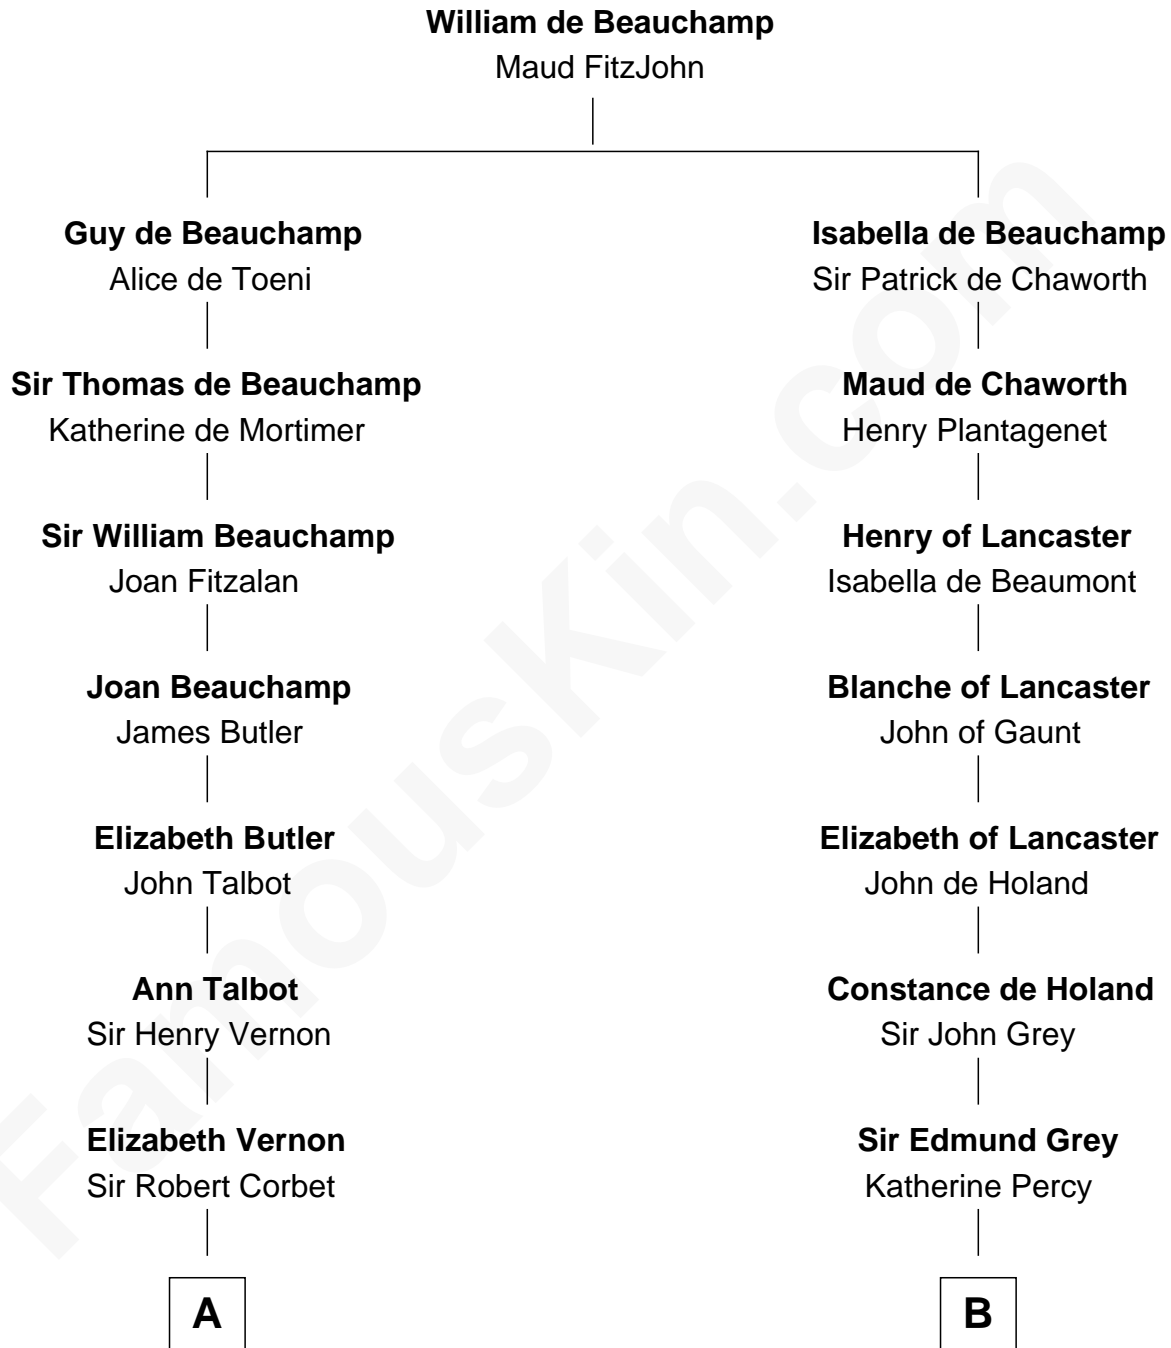 William de Beauchamp
Maud FitzJohn
Guy de Beauchamp
Alice de Toeni
Isabella de Beauchamp
Sir Patrick de Chaworth
Sir Thomas de Beauchamp
Katherine de Mortimer
Maud de Chaworth
Henry Plantagenet
Sir William Beauchamp
Joan Fitzalan
Henry of Lancaster
Isabella de Beaumont
Joan Beauchamp
James Butler
Blanche of Lancaster
John of Gaunt
Elizabeth Butler
John Talbot
Elizabeth of Lancaster
John de Holand
Ann Talbot
Sir Henry Vernon
Constance de Holand
Sir John Grey
Elizabeth Vernon
Sir Robert Corbet
Sir Edmund Grey
Katherine Percy
A
B
FamousKin.com